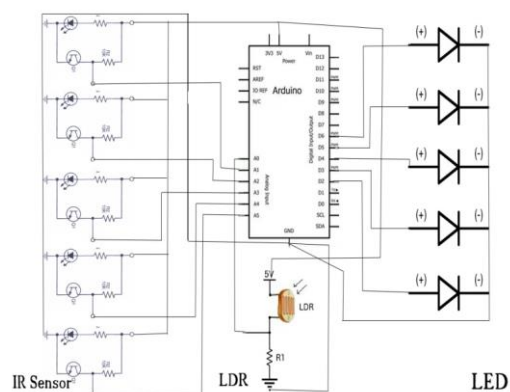 3V3 5V Vin
Power
RST
AREF
IO REF
N/C
Arduino
A0
A1
A2
A3
A4
A5
Analog Input
Digital Input/Output
D13
D12
D11
D10
D9
D8
D7
D6
D5
D4
D3
D2
D1
D0
SCL
SDA
GND
(+) (-)
(+) (-)
(+) (-)
(+) (-)
(+) (-)
5V
LDR
R1
IR Sensor
LDR
LED